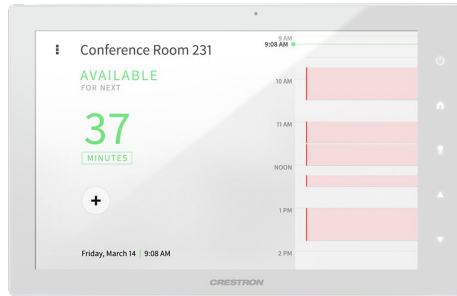 Conference Room 231
AVAILABLE
FOR NEXT
37
MINUTES
Friday, March 14 | 9:08 AM
9 AM
9:08 AM
10 AM
11 AM
NOON
1 PM
2 PM
CRESTRON